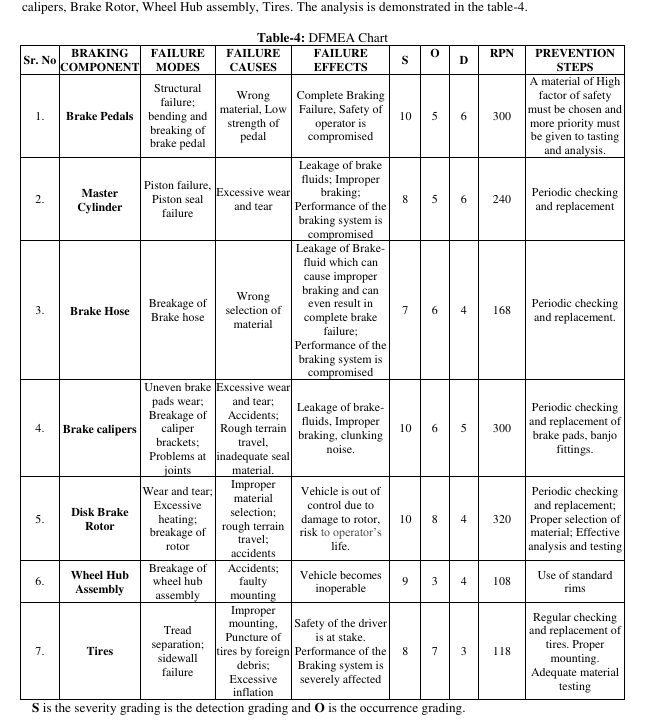 calipers, Brake Rotor, Wheel Hub assembly, Tires. The analysis is demonstrated in the table-4.
Table-4: DFMEA Chart
Sr. No
BRAKING
COMPONENT
FAILURE
MODES
FAILURE
CAUSES
FAILURE
EFFECTS
S
O
D
RPN
PREVENTION
STEPS
1.
Brake Pedals
Structural
failure;
bending and
breaking of
brake pedal
Wrong
material, Low
strength of
pedal
Complete Braking
Failure, Safety of
operator is
compromised
10
5
6
300
A material of High
factor of safety
must be chosen and
more priority must
be given to tasting
and analysis.
2.
Master
Cylinder
Piston failure,
Piston seal
failure
Excessive wear
and tear
Leakage of brake
fluids; Improper
braking;
Performance of the
braking system is
compromised
8
5
6
240
Periodic checking
and replacement
3.
Brake Hose
Breakage of
Brake hose
Wrong
selection of
material
Leakage of Brake-
fluid which can
cause improper
braking and can
even result in
complete brake
failure;
Performance of the
braking system is
compromised
7
6
4
168
Periodic checking
and replacement.
4.
Brake calipers
Uneven brake
pads wear;
Breakage of
caliper
brackets;
Problems at
joints
Excessive wear
and tear;
Accidents;
Rough terrain
travel,
inadequate seal
material.
Leakage of brake-
fluids, Improper
braking, clunking
noise.
10
6
5
300
Periodic checking
and replacement of
brake pads, banjo
fittings.
5.
Disk Brake
Rotor
Wear and tear;
Excessive
heating;
breakage of
rotor
Improper
material
selection;
rough terrain
travel;
accidents
Vehicle is out of
control due to
damage to rotor,
risk to operator's
life.
10
8
4
320
Periodic checking
and replacement;
Proper selection of
material; Effective
analysis and testing
6.
Wheel Hub
Assembly
Breakage of
wheel hub
assembly
Accidents;
faulty
mounting
Vehicle becomes
inoperable
9
3
4
108
Use of standard
rims
7.
Tires
Tread
separation;
sidewall
failure
Improper
mounting,
Puncture of
tires by foreign
debris;
Excessive
inflation
Safety of the driver
is at stake.
Performance of the
Braking system is
severely affected
8
7
3
118
Regular checking
and replacement of
tires. Proper
mounting.
Adequate material
testing
S is the severity grading is the detection grading and O is the occurrence grading.